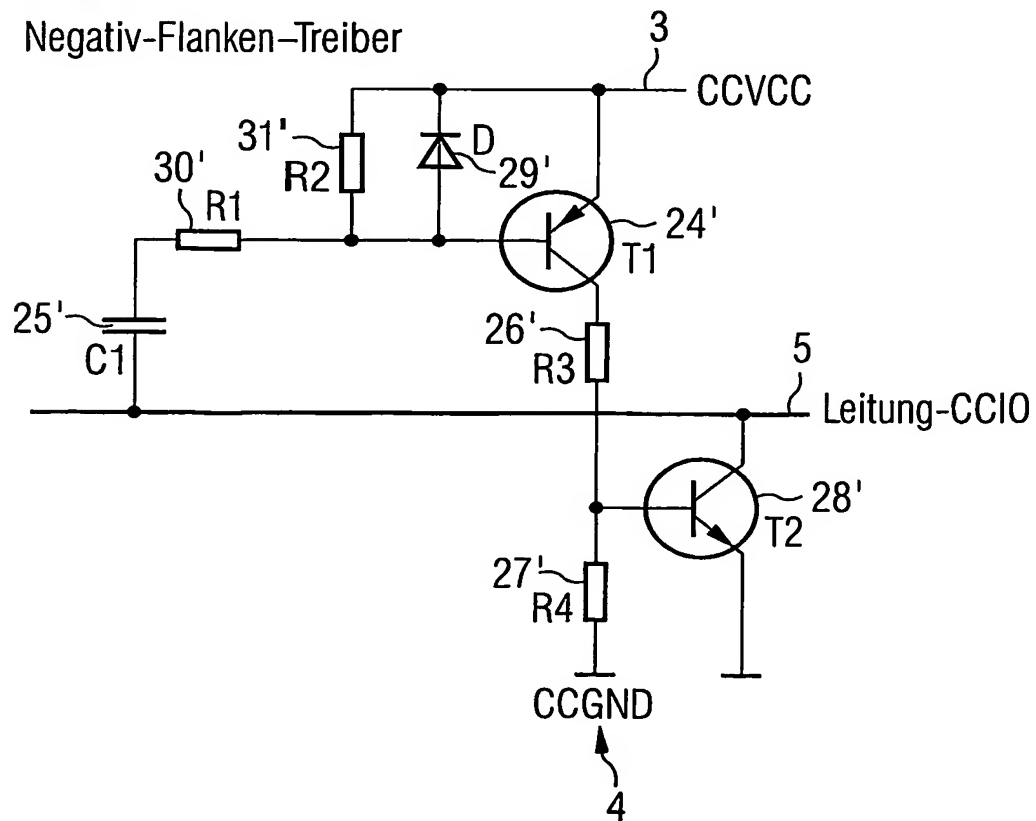 Negativ-Flanken-Treiber
3
CCVCC
31'
R2
D
29'
30'
R1
24'
T1
25'
C1
26'
R3
5
Leitung-CCIO
28'
T2
27'
R4
CCGND
4